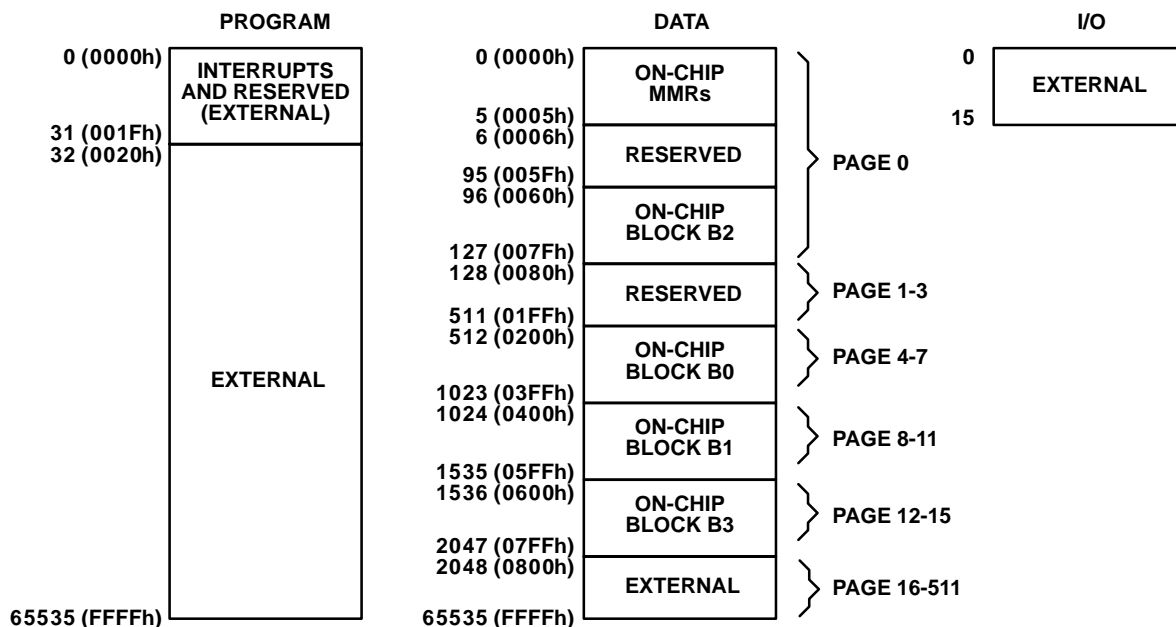 PROGRAM
0 (0000h)
INTERRUPTS
AND RESERVED
(EXTERNAL)
31 (001Fh)
32 (0020h)
EXTERNAL
65535 (FFFFh)
DATA
0 (0000h)
ON-CHIP
MMRs
5 (0005h)
6 (0006h)
RESERVED
95 (005Fh)
96 (0060h)
ON-CHIP
BLOCK B2
127 (007Fh)
128 (0080h)
RESERVED
511 (01FFh)
512 (0200h)
ON-CHIP
BLOCK B0
1023 (03FFh)
1024 (0400h)
ON-CHIP
BLOCK B1
1535 (05FFh)
1536 (0600h)
ON-CHIP
BLOCK B3
2047 (07FFh)
2048 (0800h)
EXTERNAL
65535 (FFFFh)
PAGE 0
PAGE 1-3
PAGE 4-7
PAGE 8-11
PAGE 12-15
PAGE 16-511
I/O
0
EXTERNAL
15